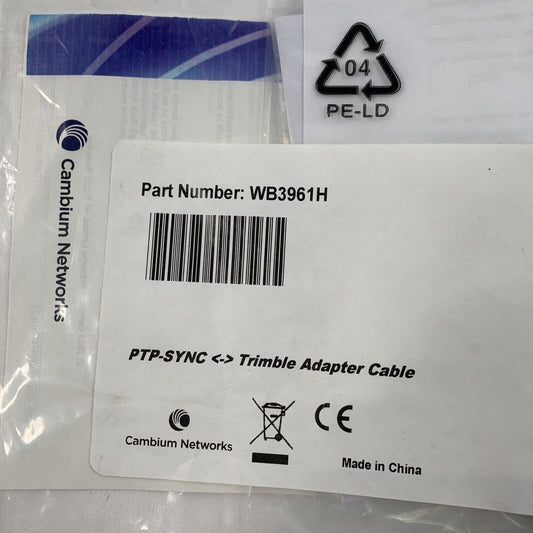 04
PE-LD
Cambium Networks
Part Number: WB3961H
PTP-SYNC <-> Trimble Adapter Cable
Cambium Networks
CE
Made in China